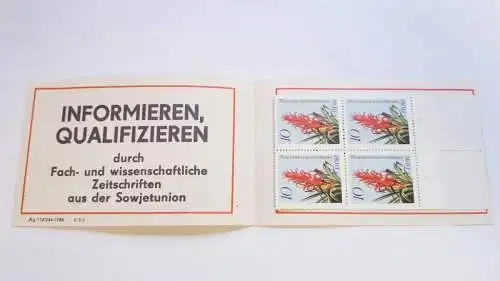 INFORMIEREN,
QUALIFIZIEREN
durch
Fach- und wissenschaftliche
Zeitschriften
aus der Sowjetunion
10
10
10
10